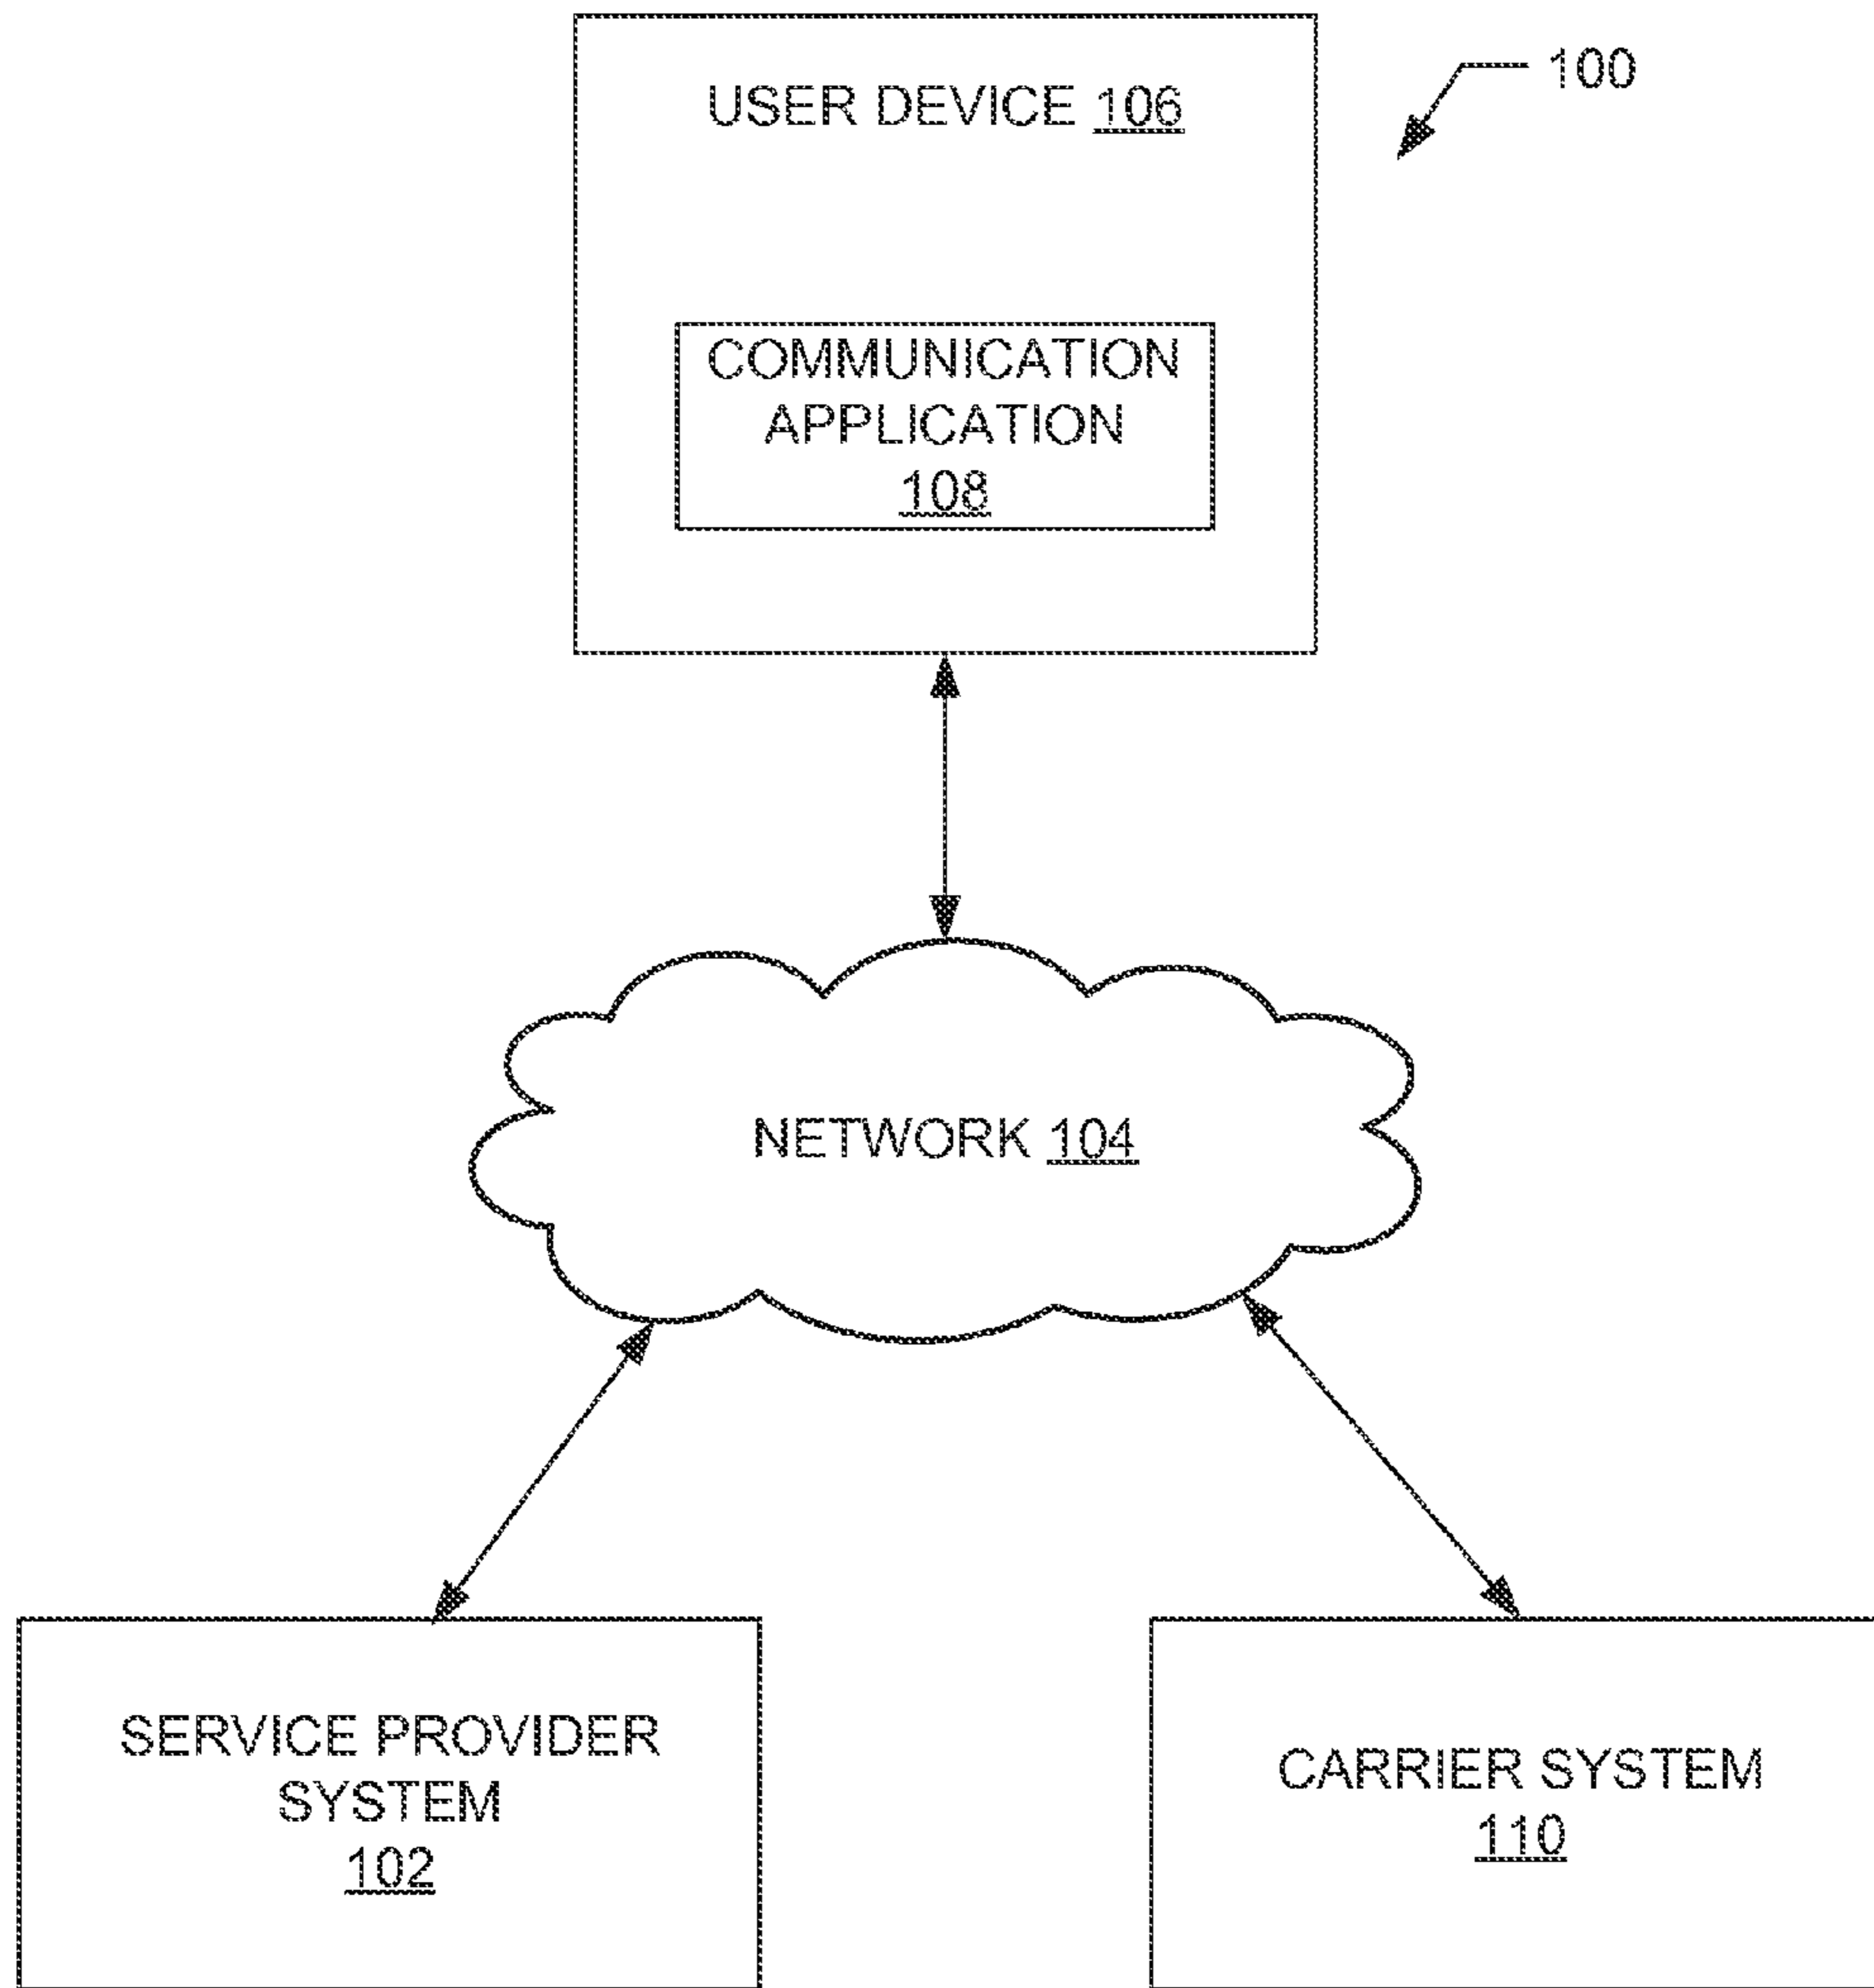 USER DEVICE 106
100
COMMUNICATION
APPLICATION
108
NETWORK 104
SERVICE PROVIDER
SYSTEM
102
CARRIER SYSTEM
110